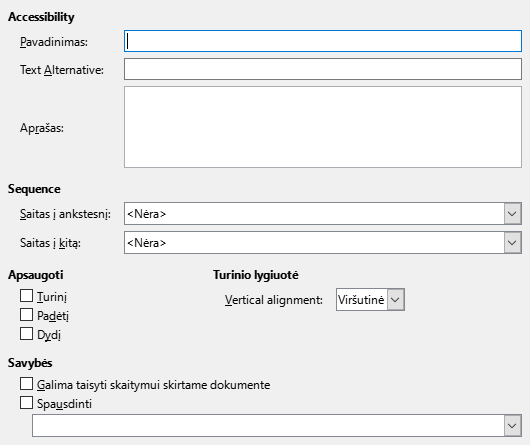 Accessibility
Pavadinimas:
Text Alternative:
Aprašas:
Sequence
Saitas į ankstesnį: <Nėra>
Saitas į kitą: <Nėra>
Apsaugoti Turinio lygiuotė
Turinį Vertical alignment: Viršutinė
Padėtį
Dydį
Savybės
Galima taisyti skaitymui skirtame dokumente
Spausdinti